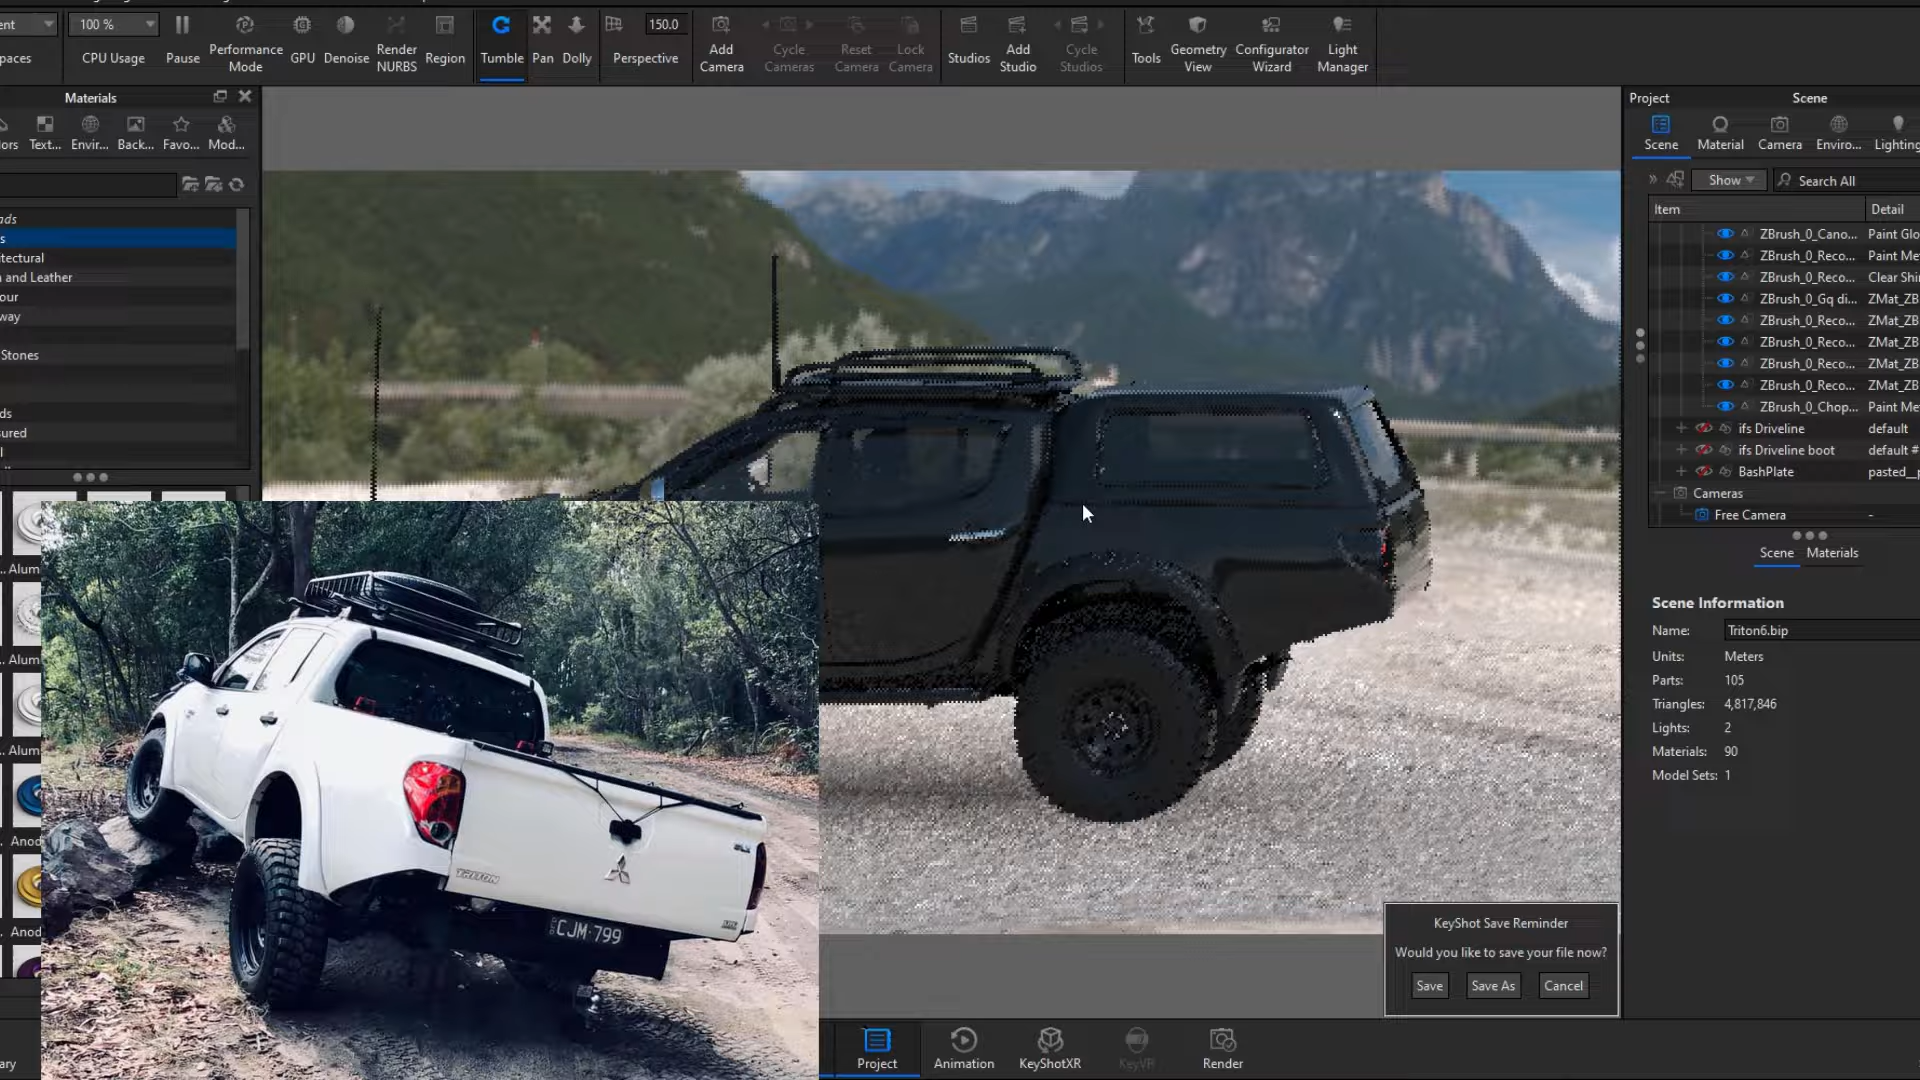 ent 100 % 150.0
paces CPU Usage Pause Performance Mode GPU Denoise Render NURBS Region Tumble Pan Dolly Perspective Add Camera Cycle Cameras Reset Camera Lock Camera Studios Add Studio Cycle Studios Tools Geometry View Configurator Wizard Light Manager
Materials
ors Text... Envir... Back... Favo... Mod...
ads
s
itectural
and Leather
our
way
Stones
ds
sured
l
... Alum
... Alum
... Alum
... Anod
Anod
. Anod
ary
TRITON
CJM·799
Project Scene
Scene Material Camera Enviro... Lighting
» Show Search All
Item Detail
ZBrush_0_Cano... Paint Glo
ZBrush_0_Reco... Paint Me
ZBrush_0_Reco... Clear Shi
ZBrush_0_Gq di... ZMat_ZB
ZBrush_0_Reco... ZMat_ZB
ZBrush_0_Reco... ZMat_ZB
ZBrush_0_Reco... ZMat_ZB
ZBrush_0_Reco... ZMat_ZB
ZBrush_0_Chop... Paint Me
ifs Driveline default
ifs Driveline boot default #
BashPlate pasted__p
Cameras
Free Camera -
Scene Materials
Scene Information
Name: Triton6.bip
Units: Meters
Parts: 105
Triangles: 4,817,846
Lights: 2
Materials: 90
Model Sets: 1
KeyShot Save Reminder
Would you like to save your file now?
Save Save As Cancel
Project Animation KeyShotXR KeyVR Render